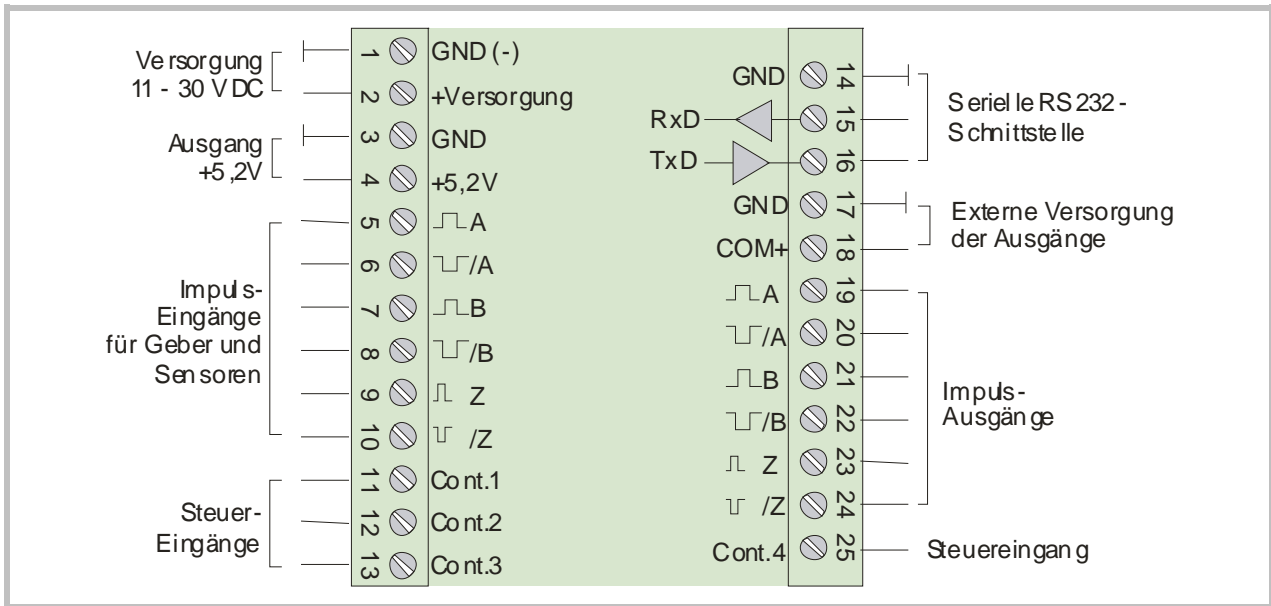 Versorgung
11 - 30 VDC
1 GND (-)
2 +Versorgung
Ausgang
+5,2V
3 GND
4 +5,2V
Impuls-
Eingänge
für Geber und
Sensoren
5 A
6 /A
7 B
8 /B
9 Z
10 /Z
Steuer-
Eingänge
11 Cont.1
12 Cont.2
13 Cont.3
GND 14
RxD 15
TxD 16
Serielle RS232-
Schnittstelle
GND 17
COM+ 18
Externe Versorgung
der Ausgänge
A 19
/A 20
B 21
/B 22
Z 23
/Z 24
Impuls-
Ausgänge
Cont.4 25
Steuereingang